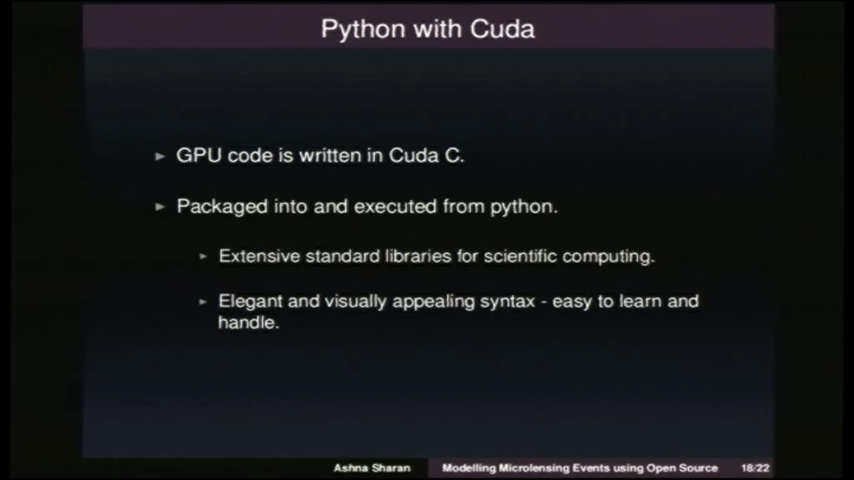 Python with Cuda
GPU code is written in Cuda C.
Packaged into and executed from python.
Extensive standard libraries for scientific computing.
Elegant and visually appealing syntax - easy to learn and
handle.
Ashna Sharan
Modelling Microlensing Events using Open Source
18/22